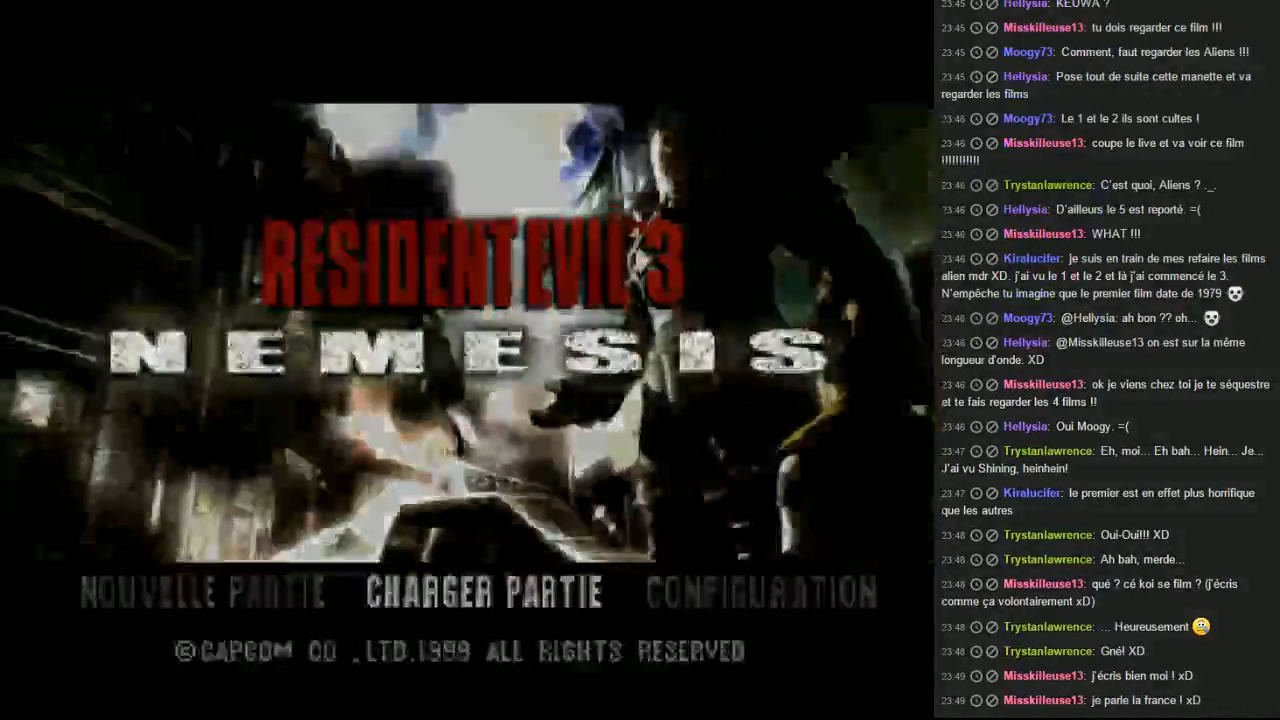 RESIDENT EVIL 3
NEMESIS
NOUVELLE PARTIE CHARGER PARTIE CONFIGURATION
©CAPCOM CO .,LTD.1999 ALL RIGHTS RESERVED
23:45 Hellysia: KEUWA ?
23:45 Misskilleuse13: tu dois regarder ce film !!!
23:45 Moogy73: Comment, faut regarder les Aliens !!!
23:45 Hellysia: Pose tout de suite cette manette et va
regarder les films
23:46 Moogy73: Le 1 et le 2 ils sont cultes !
23:46 Misskilleuse13: coupe le live et va voir ce film
!!!!!!!!!!
23:46 Trystanlawrence: C'est quoi, Aliens ? ._.
23:46 Hellysia: D'ailleurs le 5 est reporté. =(
23:46 Misskilleuse13: WHAT !!!
23:46 Kiralucifer: je suis en train de mes refaire les films
alien mdr XD. j'ai vu le 1 et le 2 et là j'ai commencé le 3.
N'empêche tu imagine que le premier film date de 1979
23:46 Moogy73: @Hellysia: ah bon ?? oh...
23:46 Hellysia: @Misskilleuse13 on est sur la même
longueur d'onde. XD
23:46 Misskilleuse13: ok je viens chez toi je te séquestre
et te fais regarder les 4 films !!
23:46 Hellysia: Oui Moogy. =(
23:47 Trystanlawrence: Eh, moi... Eh bah... Hein... Je...
J'ai vu Shining, heinhein!
23:47 Kiralucifer: le premier est en effet plus horrifique
que les autres
23:48 Trystanlawrence: Oui-Oui!!! XD
23:48 Trystanlawrence: Ah bah, merde...
23:48 Misskilleuse13: qué ? cé koi se film ? (j'écris
comme ça volontairement xD)
23:48 Trystanlawrence: ... Heureusement
23:48 Trystanlawrence: Gné! XD
23:49 Misskilleuse13: j'écris bien moi ! xD
23:49 Misskilleuse13: je parle la france ! xD